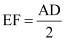 EF = AD/2